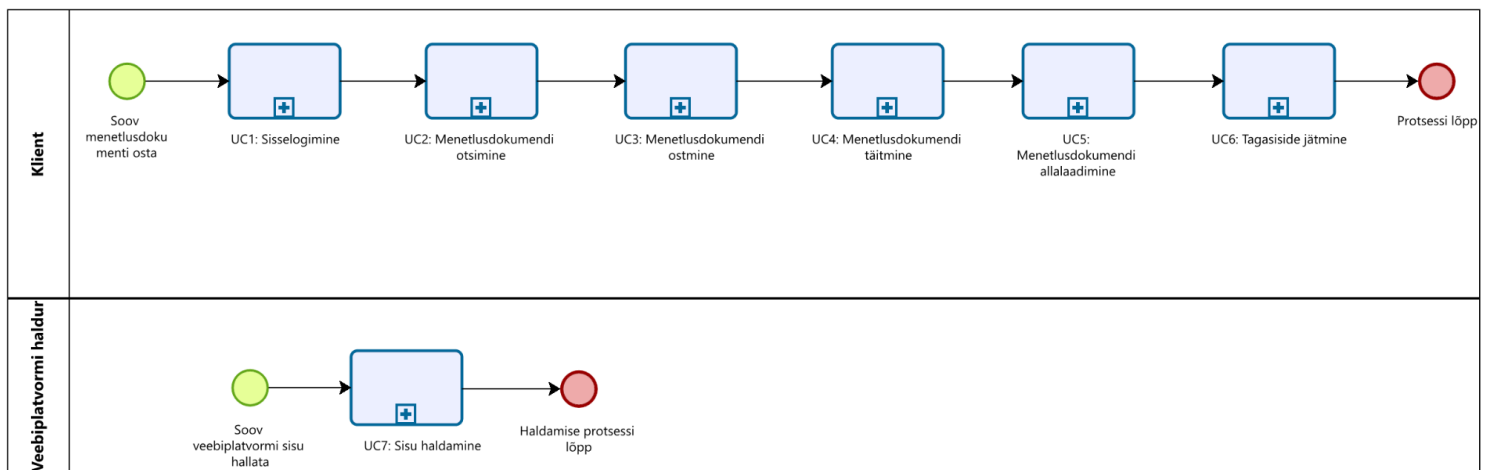 Klient
Soov
menetlusdoku
menti osta
UC1: Sisselogimine
UC2: Menetlusdokumendi
otsimine
UC3: Menetlusdokumendi
ostmine
UC4: Menetlusdokumendi
täitmine
UC5:
Menetlusdokumendi
allalaadimine
UC6: Tagasiside jätmine
Protsessi lõpp
Veebiplatvormi haldur
Soov
veebiplatvormi sisu
hallata
UC7: Sisu haldamine
Haldamise protsessi
lõpp